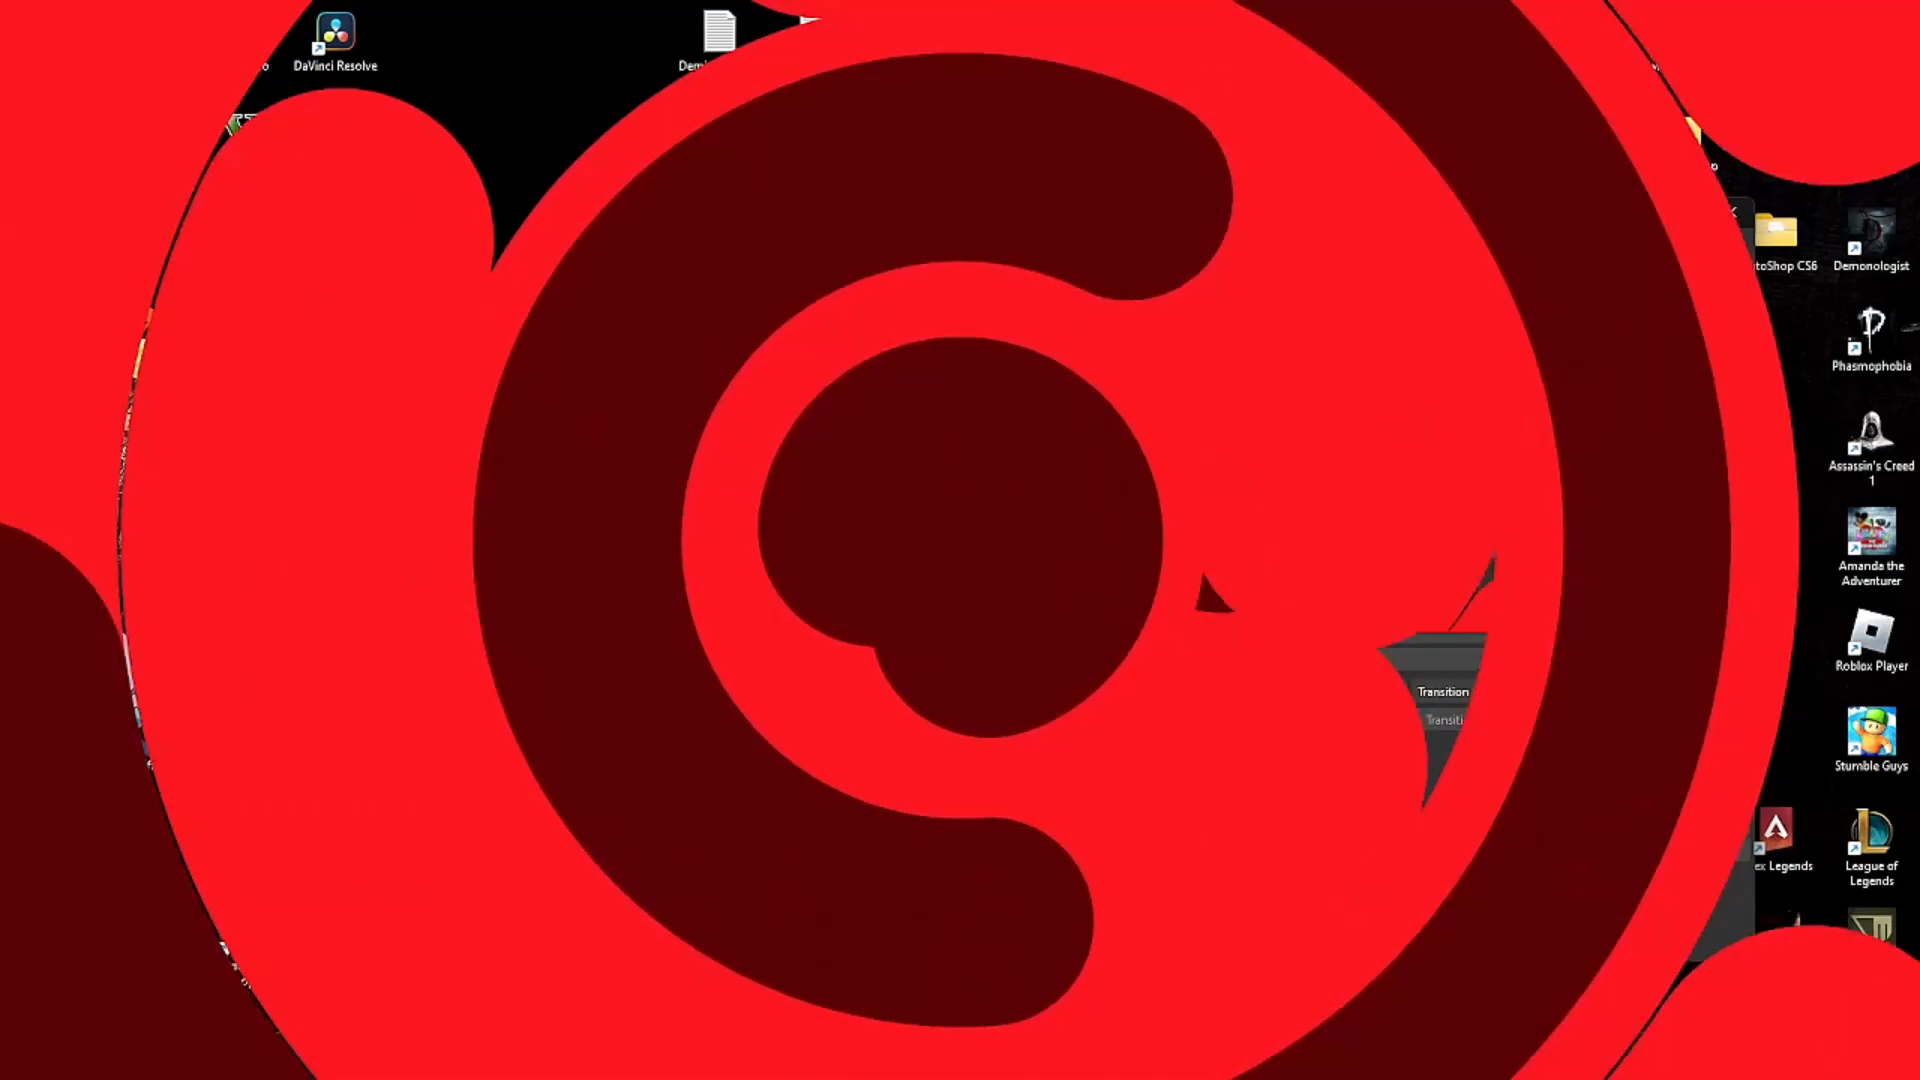 DaVinci Resolve
toShop CS6
Demonologist
Phasmophobia
Assassin's Creed
1
Amanda the
Adventurer
Roblox Player
Transition
Transiti
Stumble Guys
ex Legends
League of
Legends